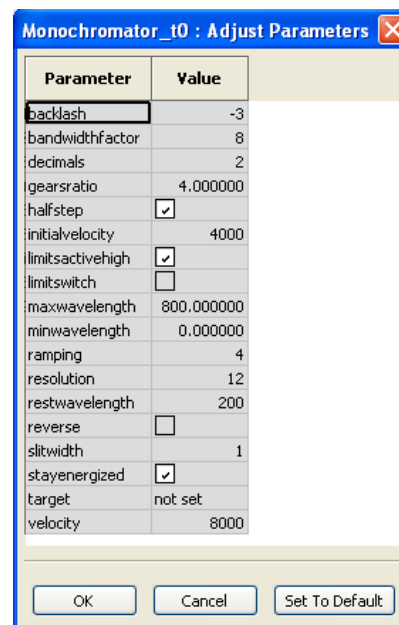 Monochromator_t0 : Adjust Parameters
Parameter Value
backlash -3
bandwidthfactor 8
decimals 2
gearsratio 4.000000
halfstep
initialvelocity 4000
limitsactivehigh
limitswitch
maxwavelength 800.000000
minwavelength 0.000000
ramping 4
resolution 12
restwavelength 200
reverse
slitwidth 1
stayenergized
target not set
velocity 8000
OK Cancel Set To Default